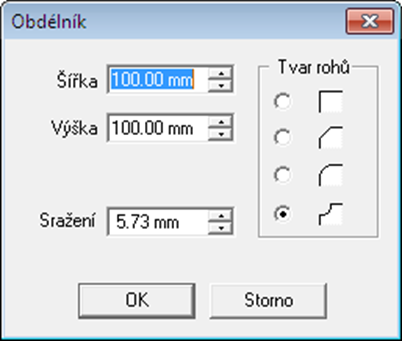 Obdélník
Šířka 100.00 mm
Výška 100.00 mm
Sražení 5.73 mm
Tvar rohů
OK Storno